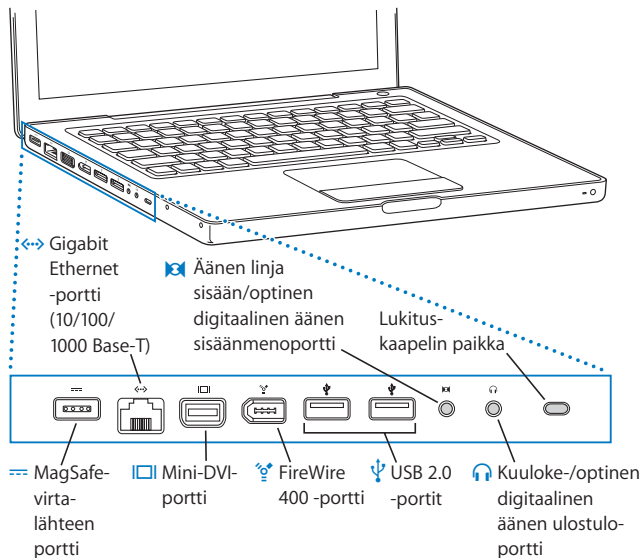 Gigabit
Ethernet
-portti
(10/100/
1000 Base-T)
Äänen linja
sisään/optinen
digitaalinen äänen
sisäänmenoportti
Lukitus-
kaapelin paikka
MagSafe-
virta-
lähteen
portti
Mini-DVI-
portti
FireWire
400 -portti
USB 2.0
-portit
Kuuloke-/optinen
digitaalinen
äänen ulostulo-
portti